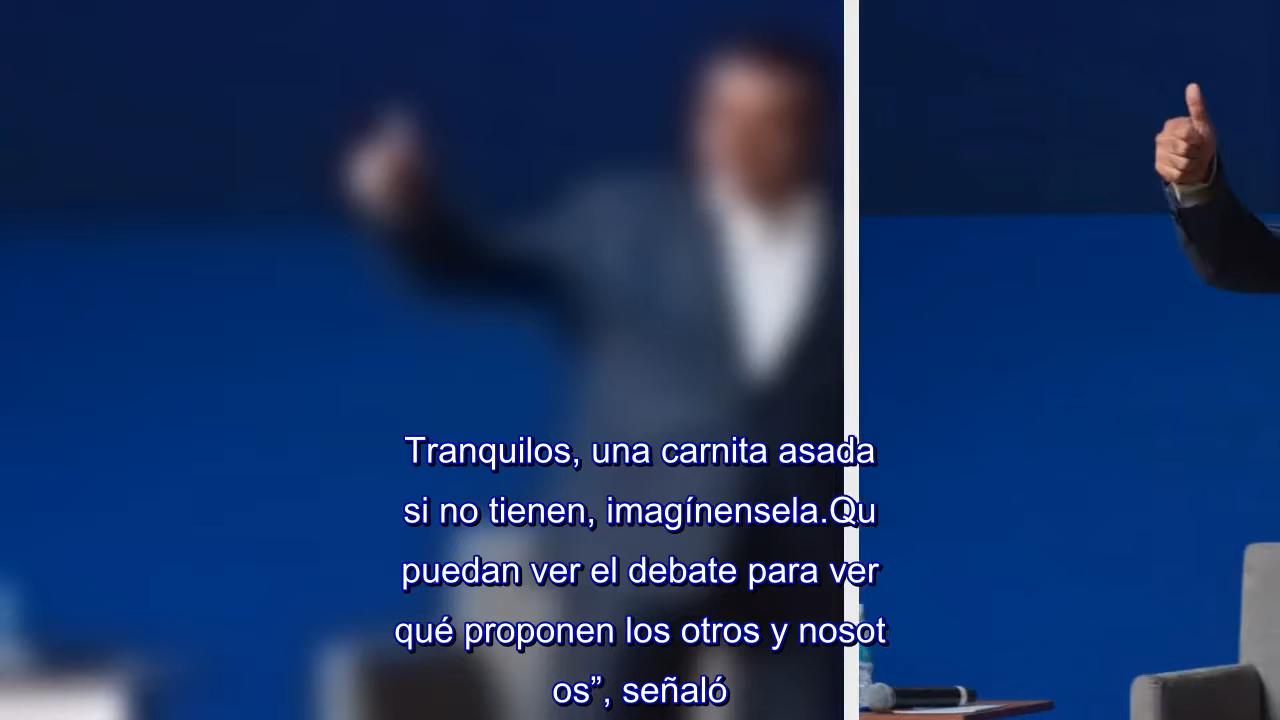 Tranquilos, una carnita asada
si no tienen, imagínensela.Qu
puedan ver el debate para ver
qué proponen los otros y nosot
os”, señaló